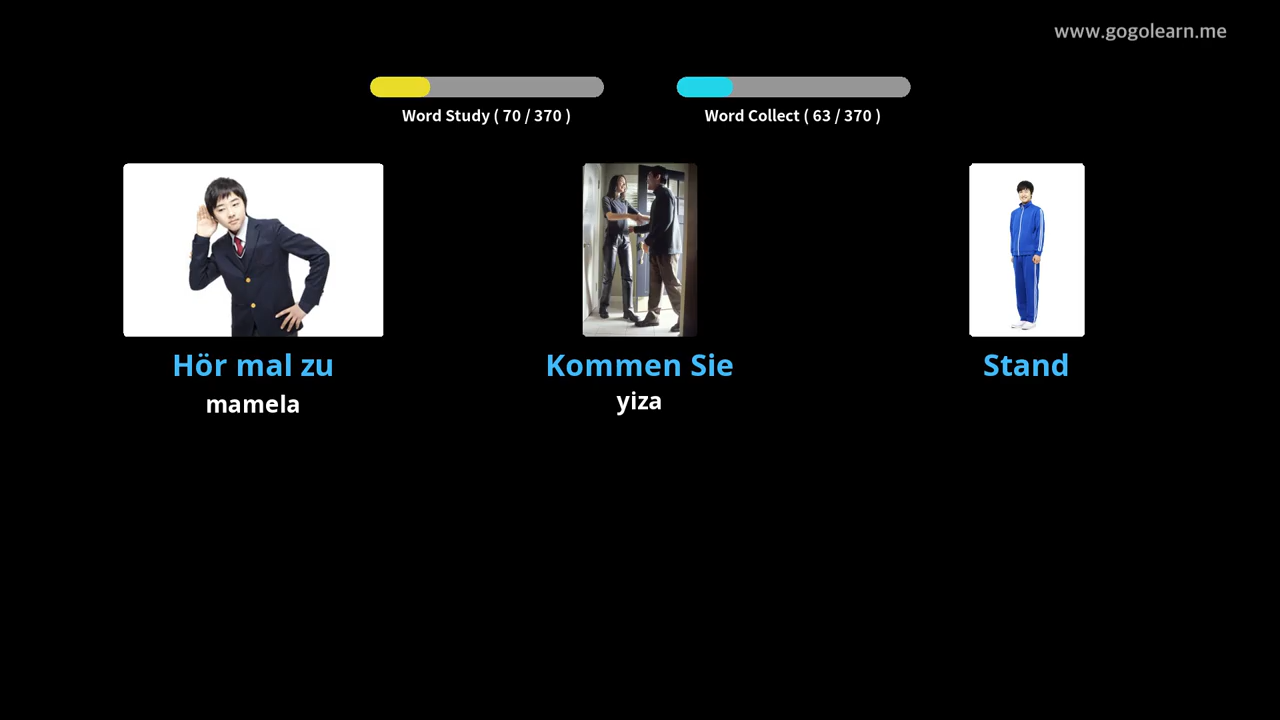 www.gogolearn.me
Word Study ( 70 / 370 )
Word Collect ( 63 / 370 )
Hör mal zu
mamela
Kommen Sie
yiza
Stand